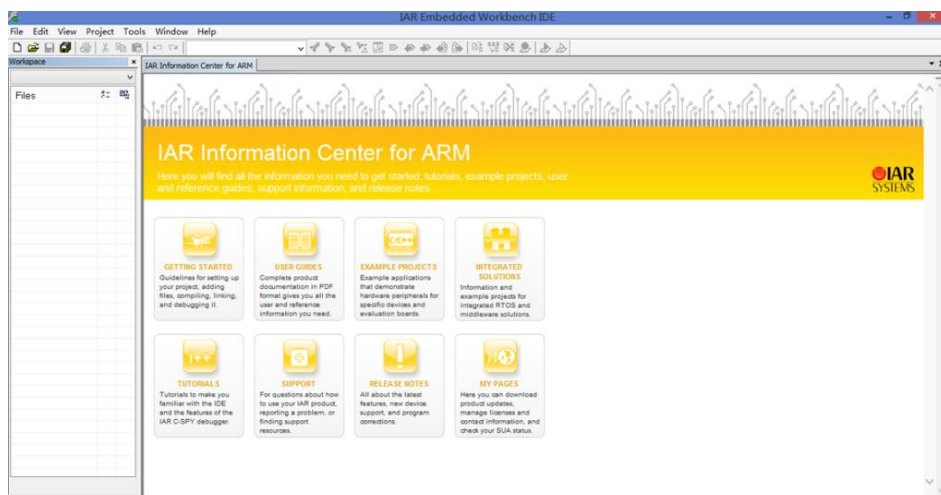 IAR Embedded Workbench IDE
File Edit View Project Tools Window Help
Workspace
IAR Information Center for ARM
Files
IAR Information Center for ARM
Here you will find all the information you need to get started: tutorials, example projects, user
and reference guides, support information, and release notes.
IAR
SYSTEMS
GETTING STARTED
Guidelines for setting up
your project, adding
files, compiling, linking,
and debugging it.
USER GUIDES
Complete product
documentation in PDF
format gives you all the
user and reference
information you need.
C/C++
EXAMPLE PROJECTS
Example applications
that demonstrate
hardware peripherals for
specific devices and
evaluation boards.
INTEGRATED
SOLUTIONS
Information and
example projects for
integrated RTOS and
middleware solutions.
i++
TUTORIALS
Tutorials to make you
familiar with the IDE
and the features of the
IAR C-SPY debugger.
SUPPORT
For questions about how
to use your IAR product,
reporting a problem, or
finding support
resources.
RELEASE NOTES
All about the latest
features, new device
support, and program
corrections.
MY PAGES
Here you can download
product updates,
manage licenses and
contact information, and
check your SUA status.